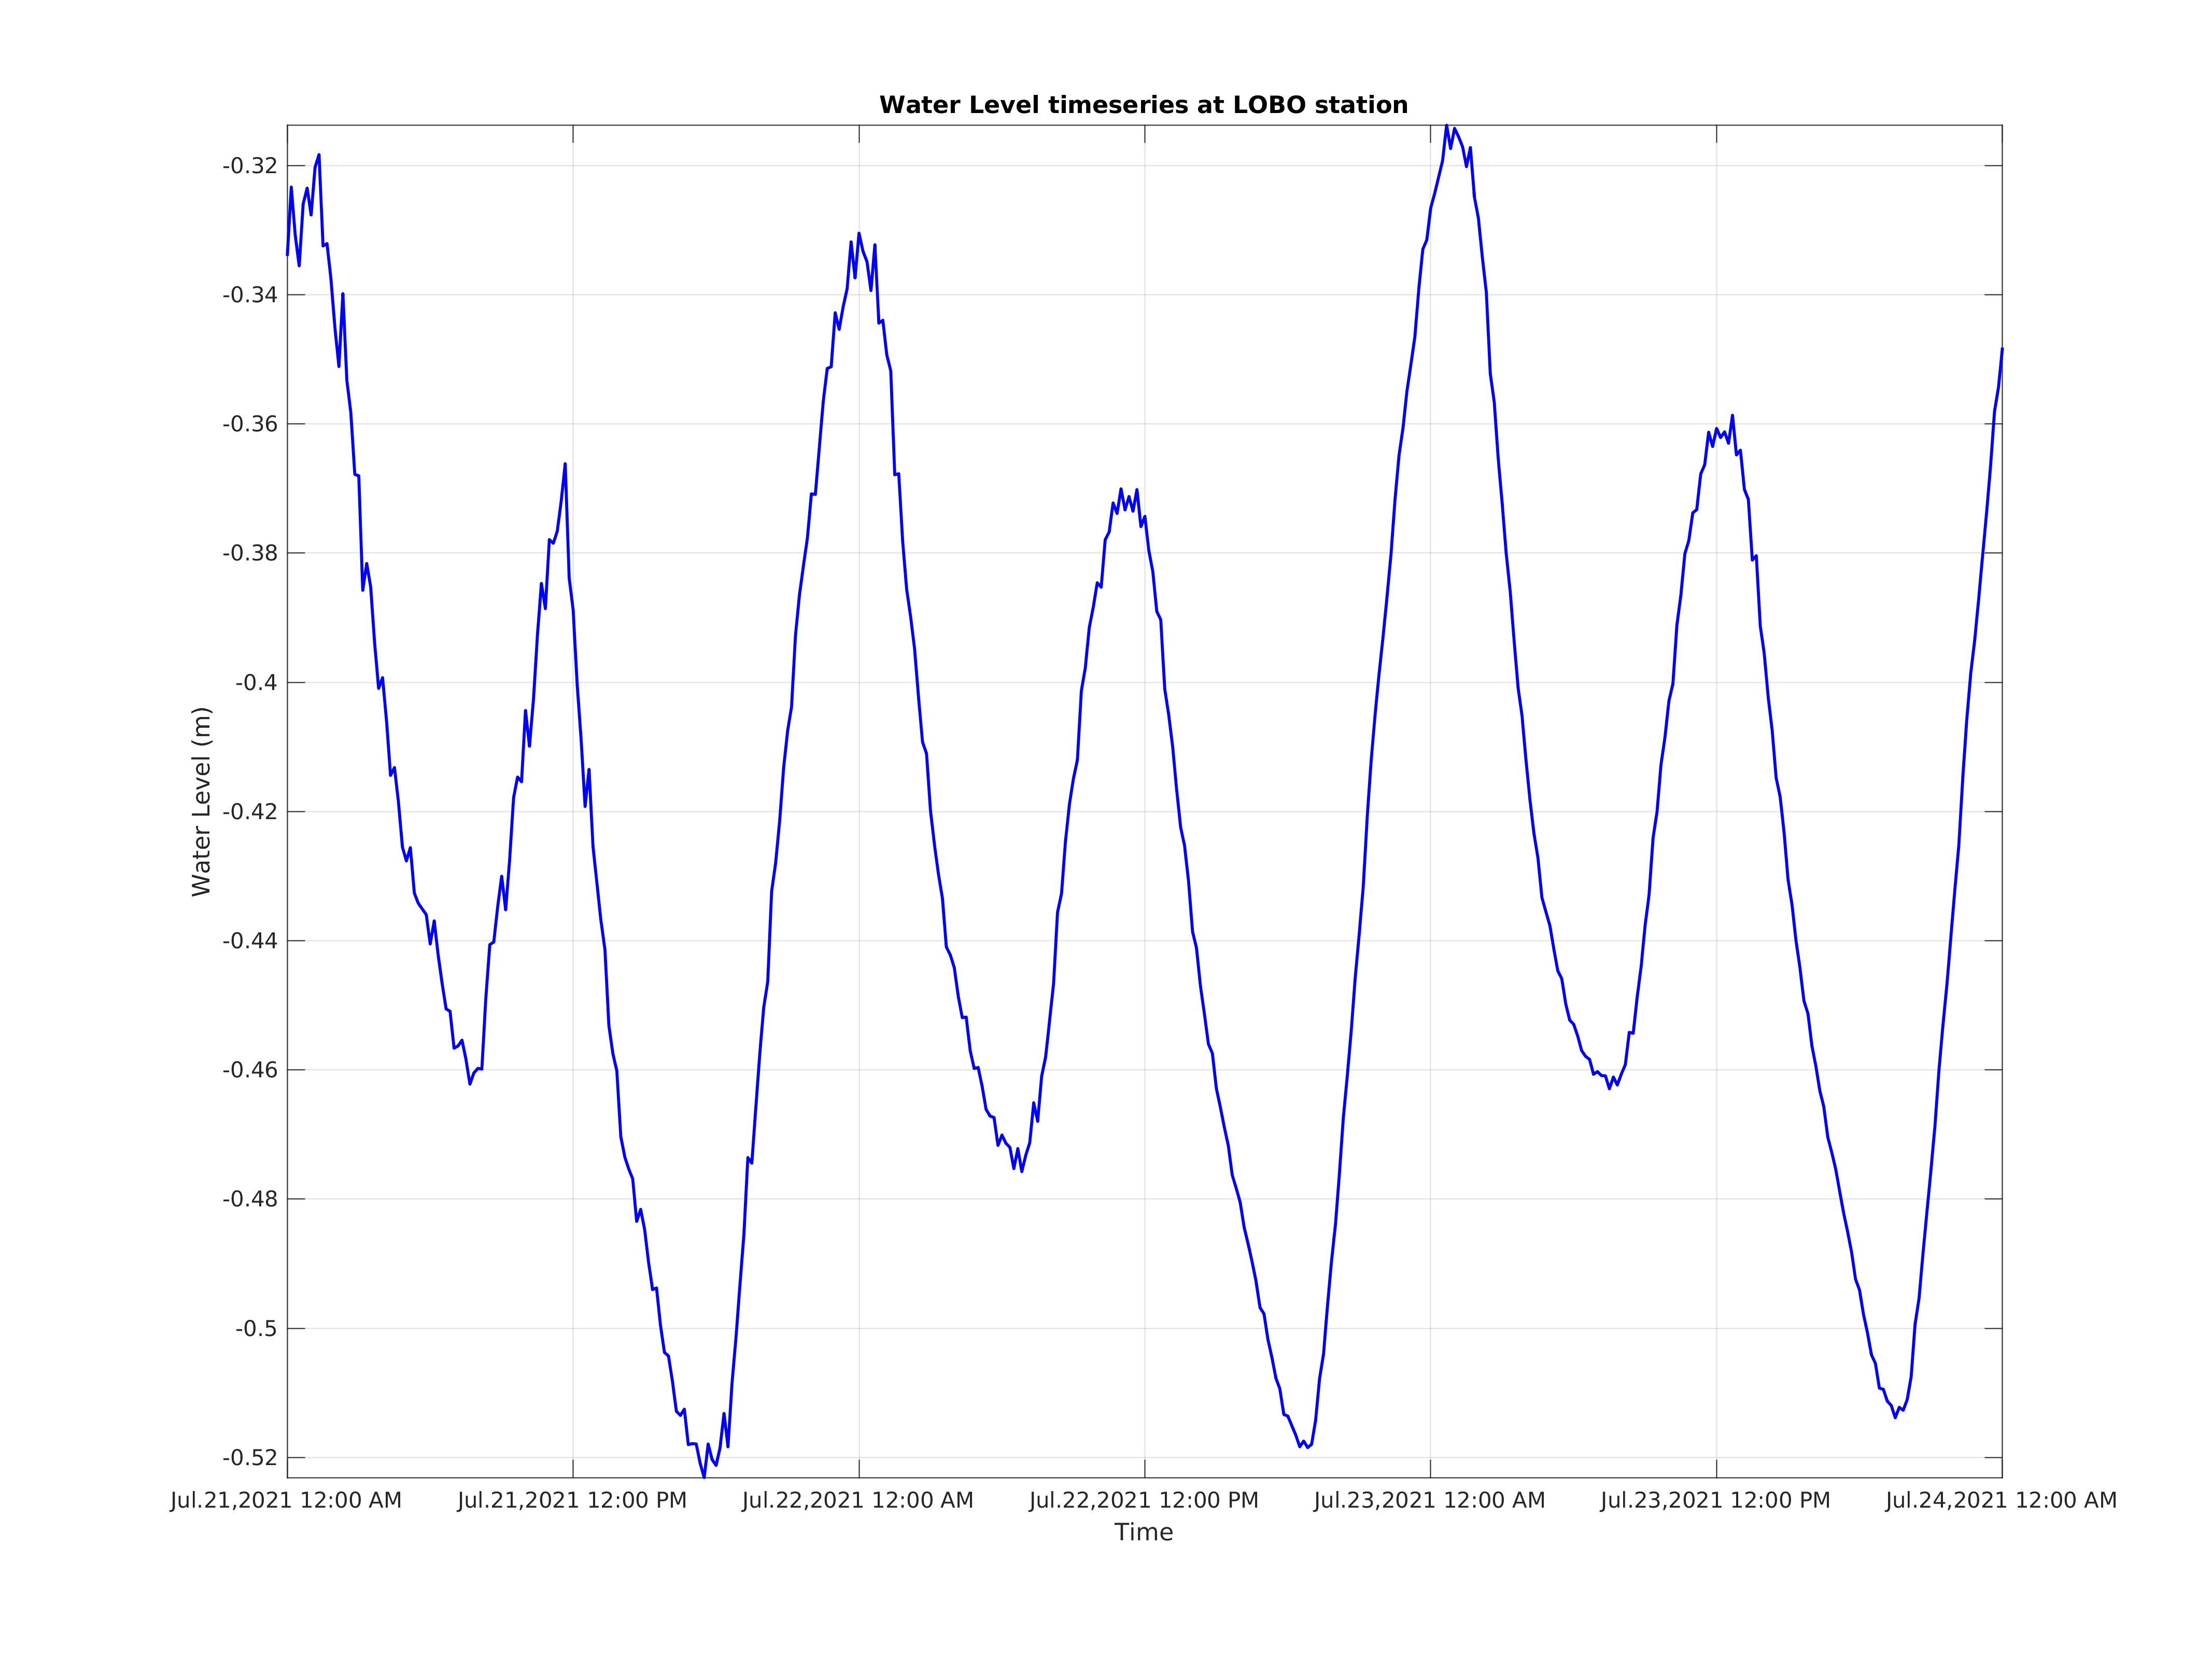 Water Level timeseries at LOBO station
-0.32
-0.34
-0.36
-0.38
-0.4
-0.42
-0.44
-0.46
-0.48
-0.5
-0.52
Water Level (m)
Jul.21,2021 12:00 AM
Jul.21,2021 12:00 PM
Jul.22,2021 12:00 AM
Jul.22,2021 12:00 PM
Jul.23,2021 12:00 AM
Jul.23,2021 12:00 PM
Jul.24,2021 12:00 AM
Time